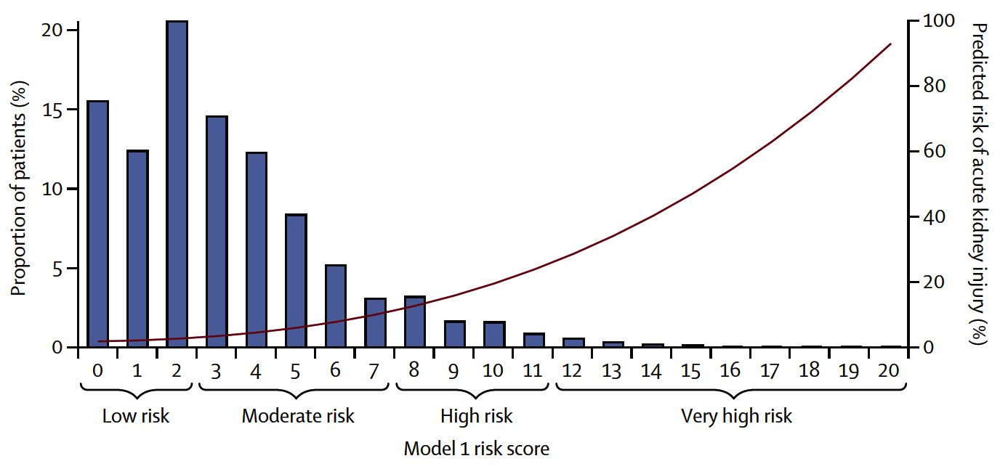 Proportion of patients (%)
20
15
10
5
0
Predicted risk of acute kidney injury (%)
100
80
60
40
20
0
0 1 2 3 4 5 6 7 8 9 10 11 12 13 14 15 16 17 18 19 20
Low risk Moderate risk High risk Very high risk
Model 1 risk score